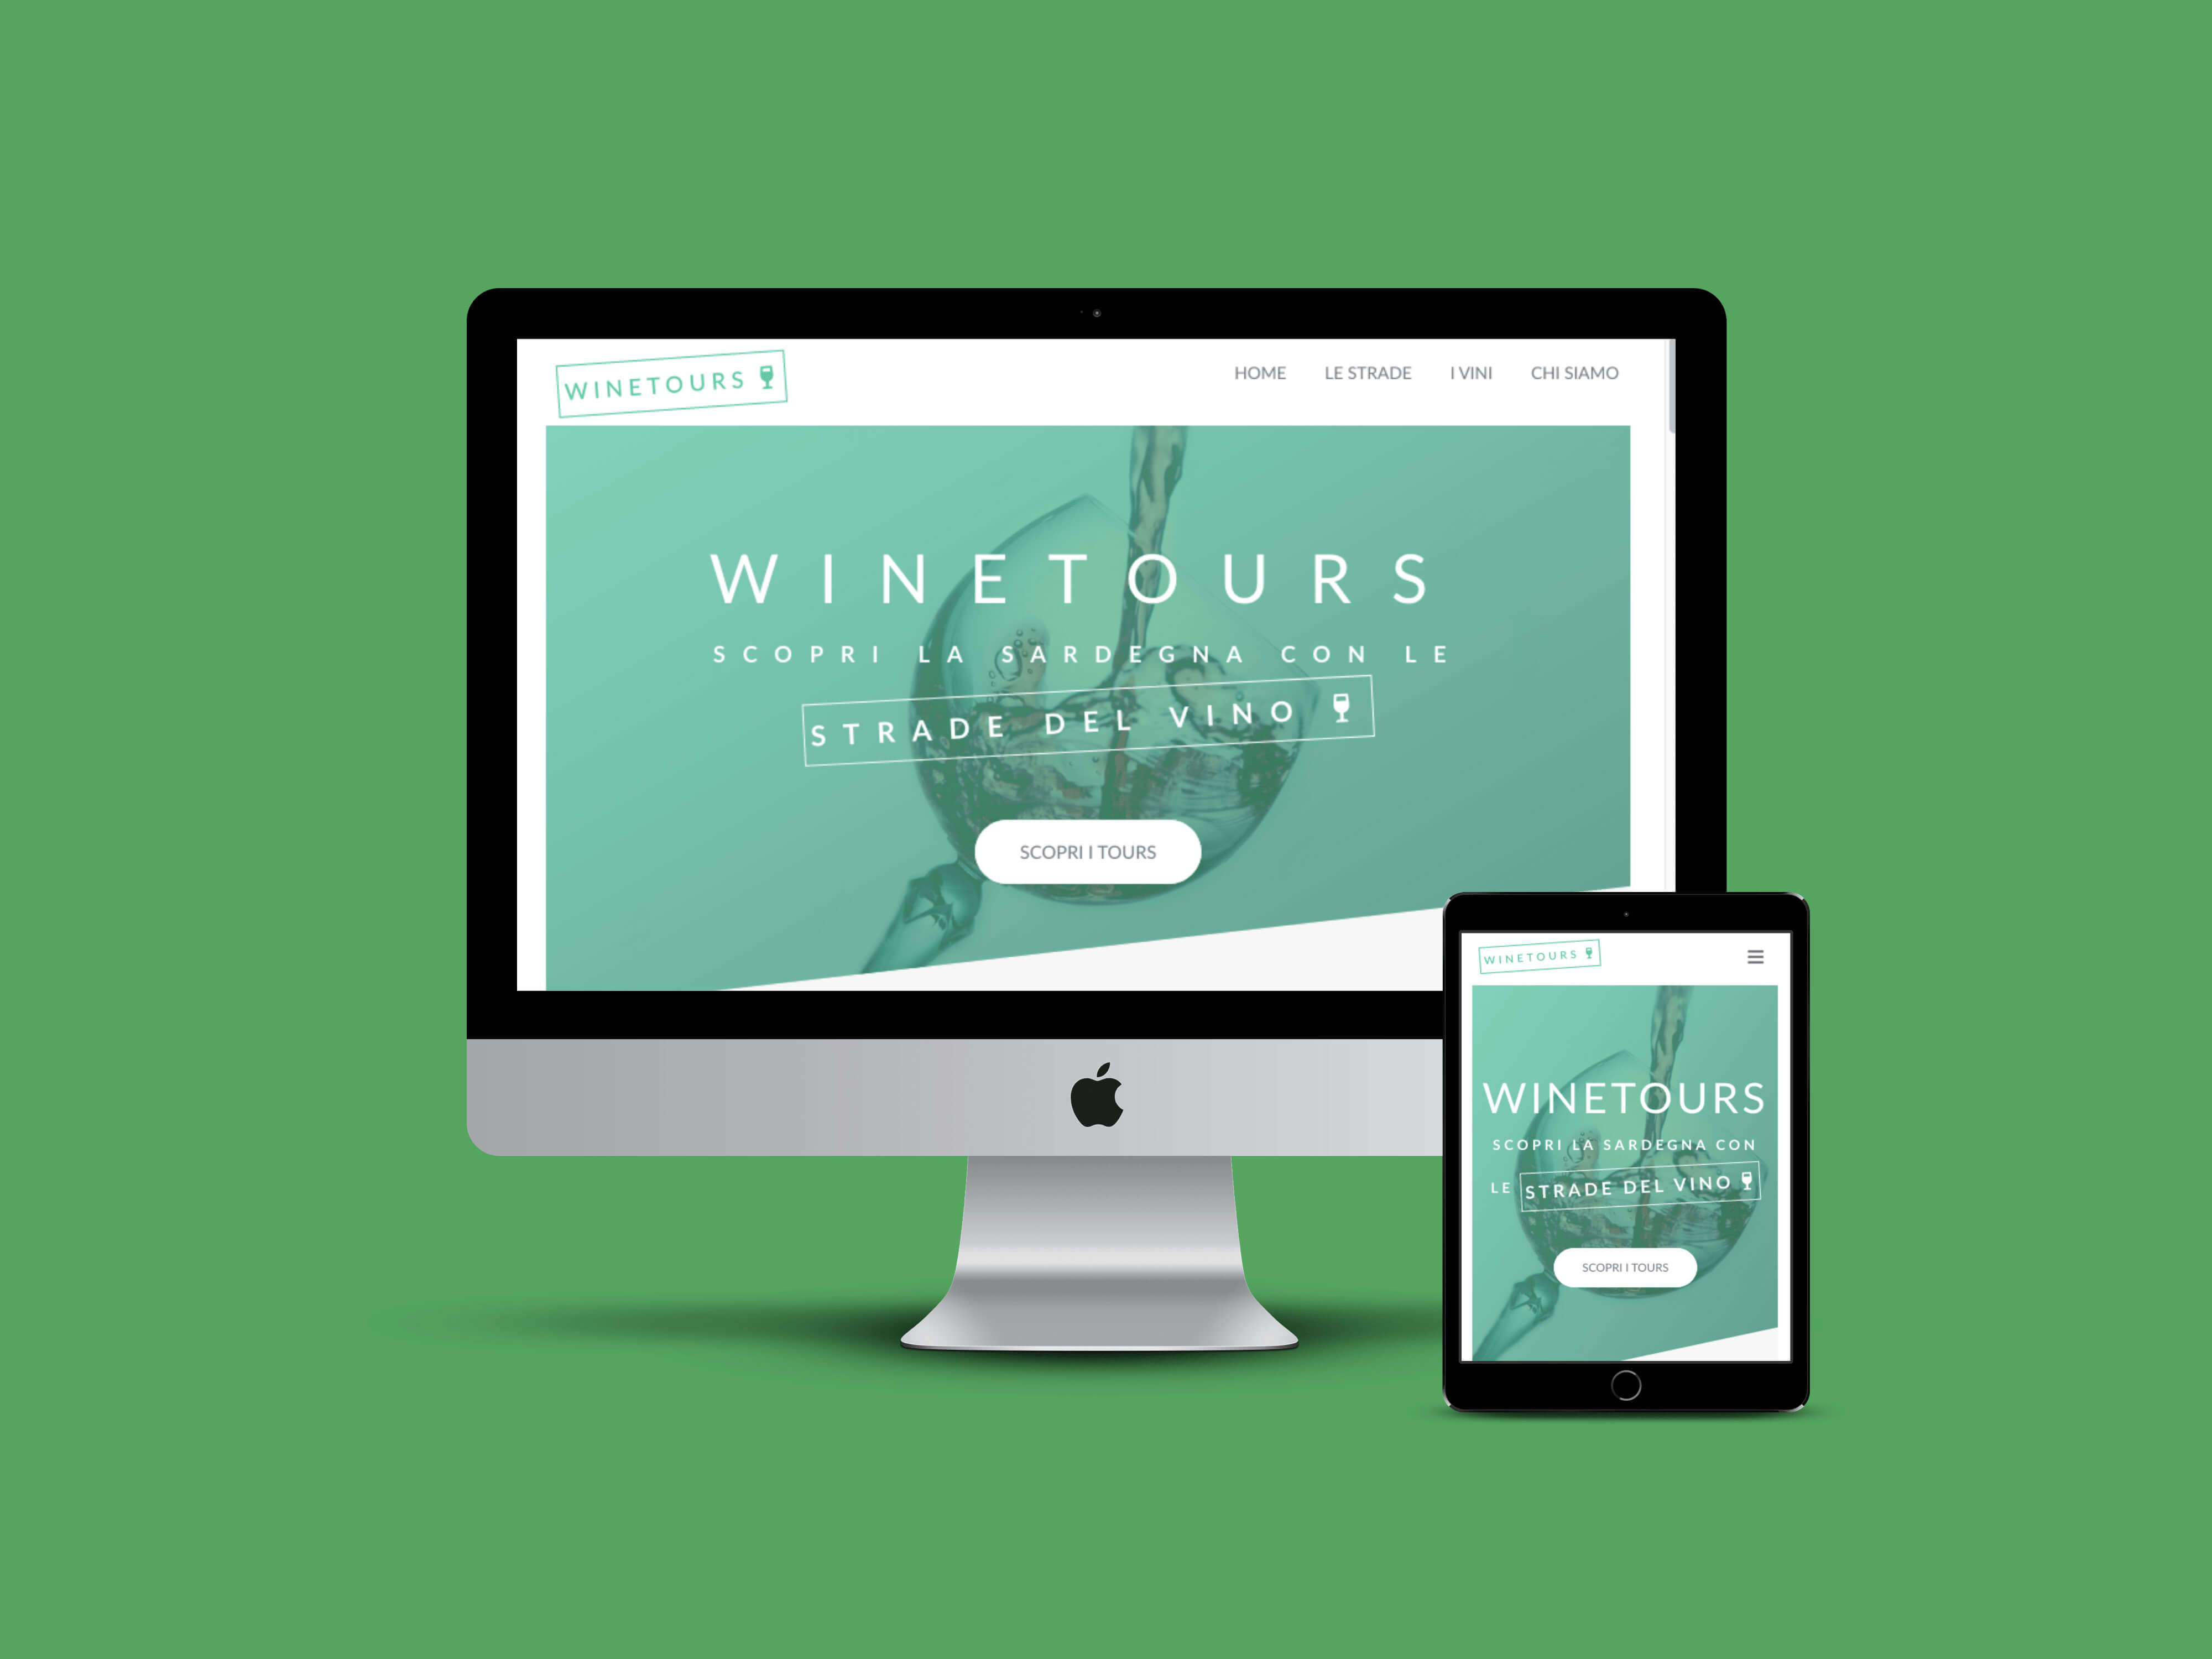 WINETOURS
HOME LE STRADE I VINI CHI SIAMO
WINETOURS
SCOPRI LA SARDEGNA CON LE
STRADE DEL VINO
SCOPRI I TOURS
WINETOURS
WINETOURS
SCOPRI LA SARDEGNA CON
LE STRADE DEL VINO
SCOPRI I TOURS